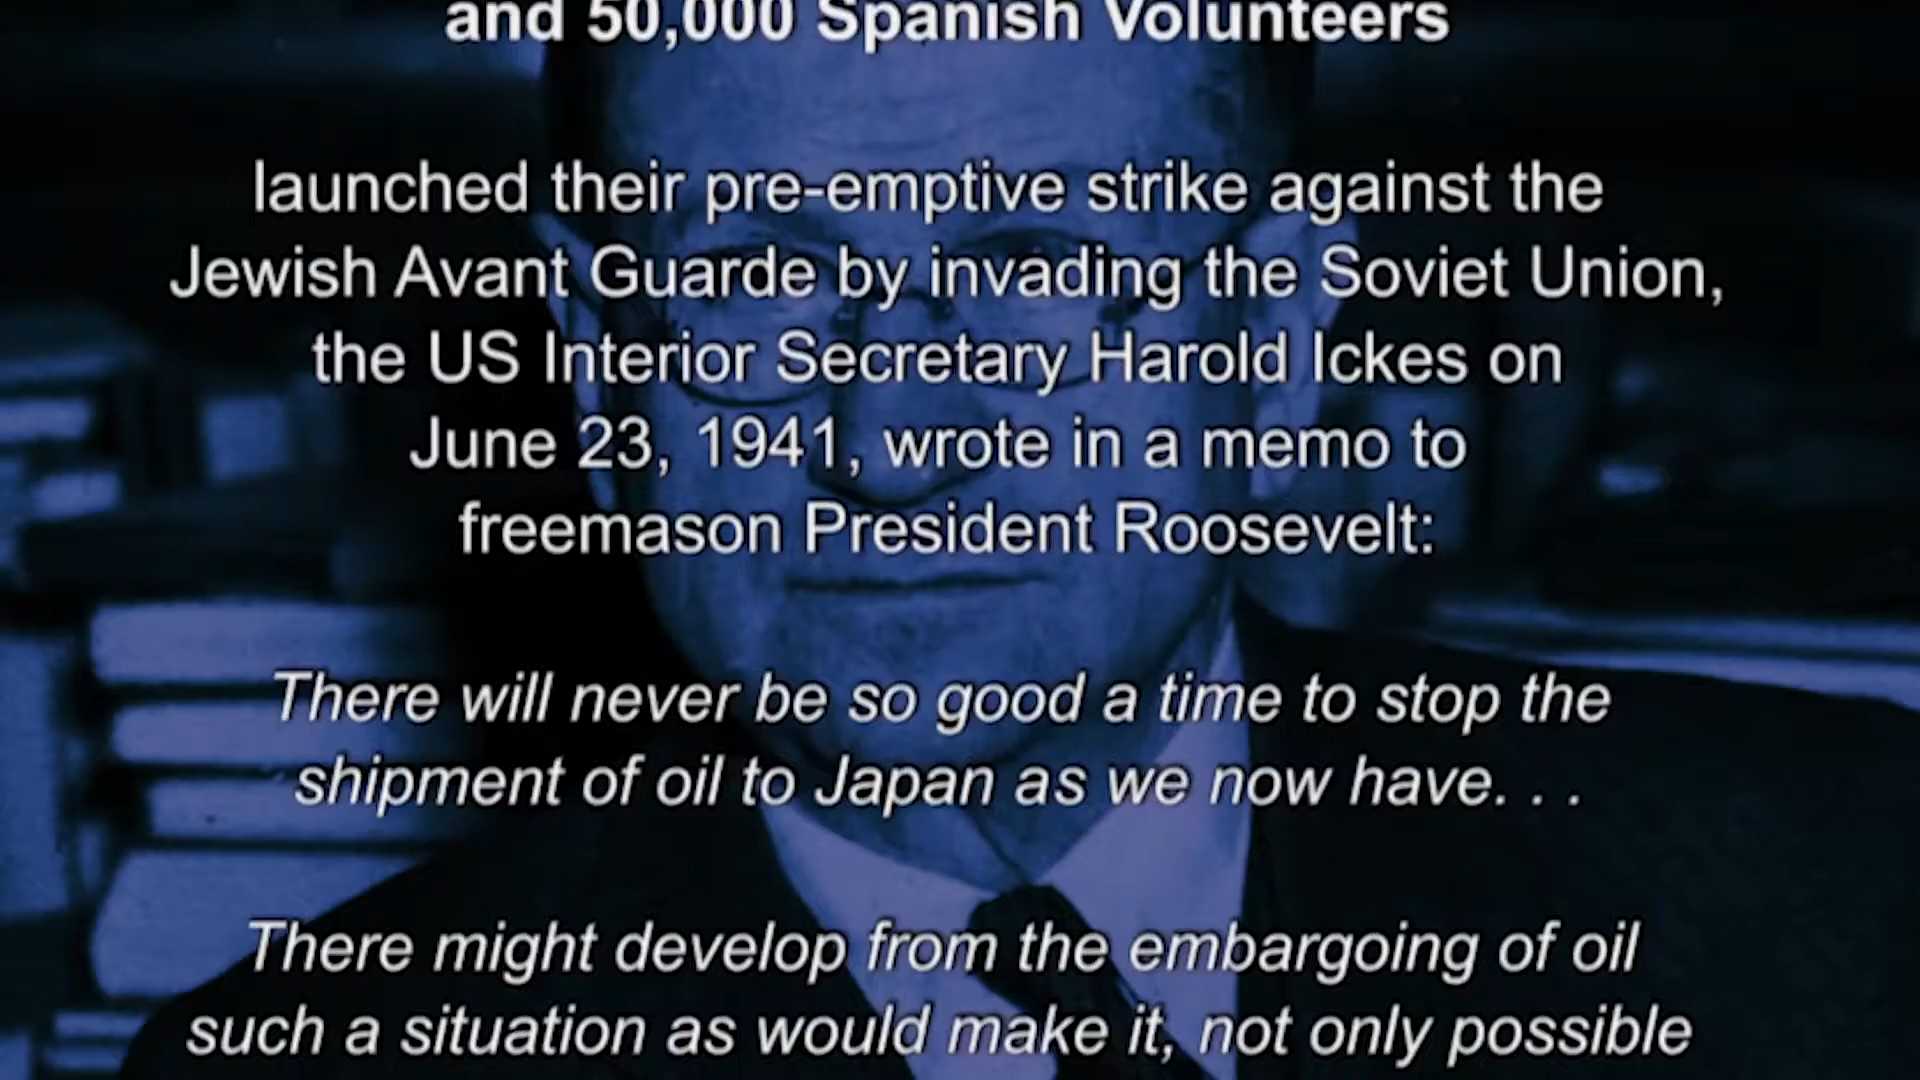 and 50,000 Spanish Volunteers
launched their pre-emptive strike against the
Jewish Avant Guarde by invading the Soviet Union,
the US Interior Secretary Harold Ickes on
June 23, 1941, wrote in a memo to
freemason President Roosevelt:
There will never be so good a time to stop the
shipment of oil to Japan as we now have. . .
There might develop from the embargoing of oil
such a situation as would make it, not only possible